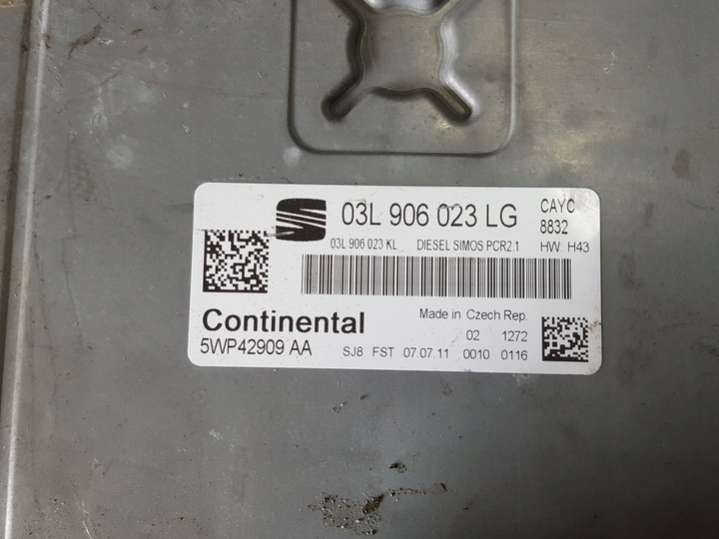 03L 906 023 LG CAYC
8832
03L 906 023 KL DIESEL SIMOS PCR2.1 HW: H43
Continental Made in Czech Rep.
02 1272
5WP42909 AA SJ8 FST 07.07.11 0010 0116